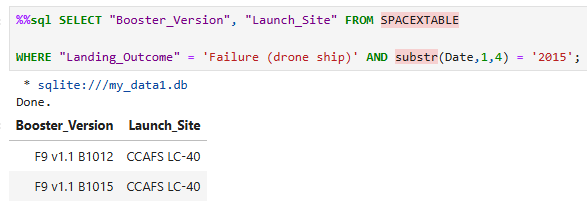 %%sql SELECT "Booster_Version", "Launch_Site" FROM SPACEXTABLE
WHERE "Landing_Outcome" = 'Failure (drone ship)' AND substr(Date,1,4) = '2015';
* sqlite:///my_data1.db
Done.
Booster_Version Launch_Site
F9 v1.1 B1012 CCAFS LC-40
F9 v1.1 B1015 CCAFS LC-40